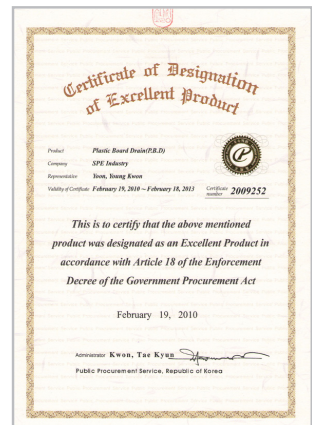 Certificate of Designation
of Excellent Product
Product Plastic Board Drain(P.B.D)
Company SPE Industry
Representative Yoon, Young Kwon
Validity of Certificate February 19, 2010 ~ February 18, 2013
Certificate number 2009252
This is to certify that the above mentioned
product was designated as an Excellent Product in
accordance with Article 18 of the Enforcement
Decree of the Government Procurement Act
February 19, 2010
Administrator Kwon, Tae Kyun
Public Procurement Service, Republic of Korea